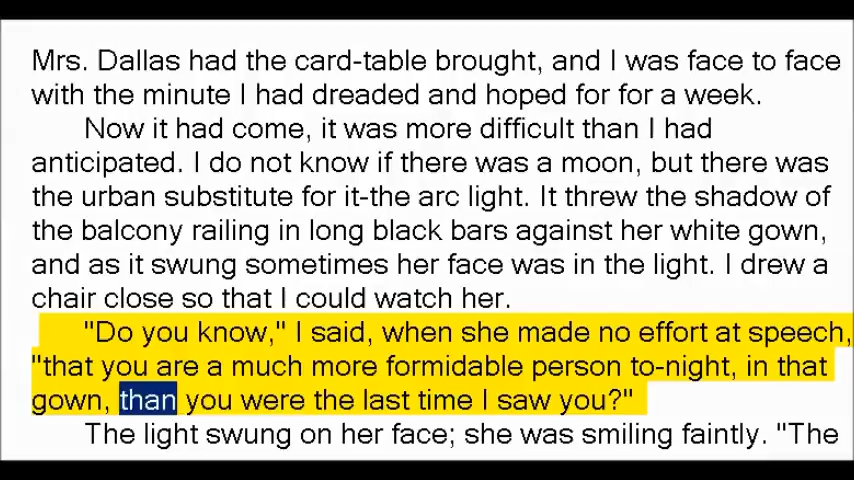 Mrs. Dallas had the card-table brought, and I was face to face
with the minute I had dreaded and hoped for for a week.
Now it had come, it was more difficult than I had
anticipated. I do not know if there was a moon, but there was
the urban substitute for it-the arc light. It threw the shadow of
the balcony railing in long black bars against her white gown,
and as it swung sometimes her face was in the light. I drew a
chair close so that I could watch her.
"Do you know," I said, when she made no effort at speech,
"that you are a much more formidable person to-night, in that
gown, than you were the last time I saw you?"
The light swung on her face; she was smiling faintly. "The